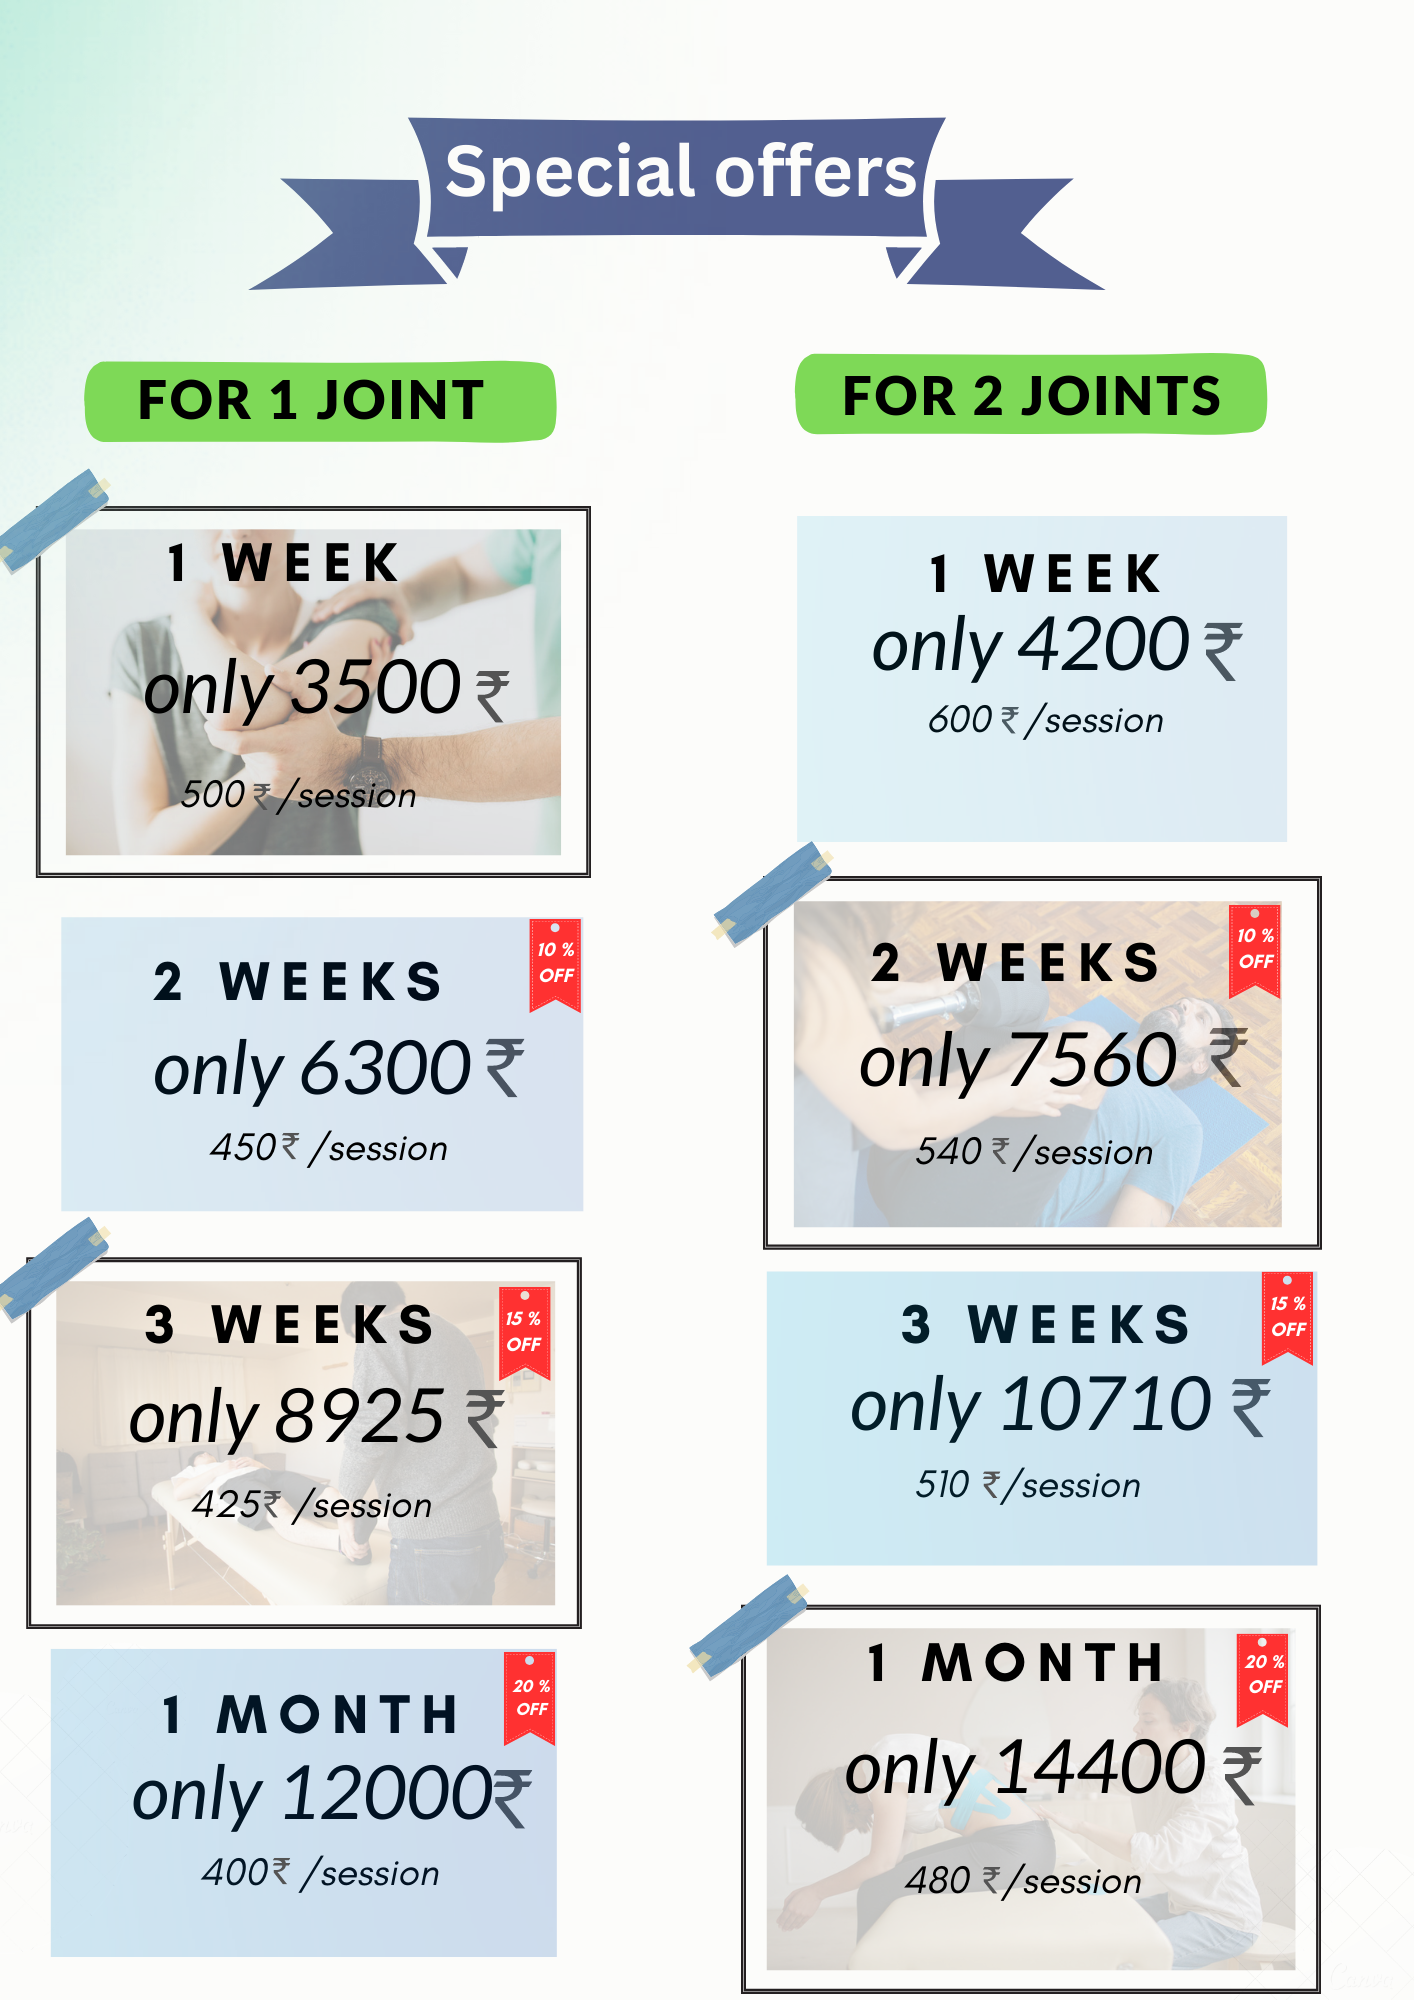 Special offers
FOR 1 JOINT
1 WEEK
only 3500 ₹
500 ₹ /session
2 WEEKS
10 %
OFF
only 6300 ₹
450 ₹ /session
3 WEEKS
15 %
OFF
only 8925 ₹
425₹ /session
1 MONTH
20 %
OFF
only 12000₹
400₹ /session
FOR 2 JOINTS
1 WEEK
only 4200 ₹
600 ₹ /session
2 WEEKS
10 %
OFF
only 7560 ₹
540 ₹ /session
3 WEEKS
15 %
OFF
only 10710 ₹
510 ₹/session
1 MONTH
20 %
OFF
only 14400 ₹
480 ₹/session
Canva